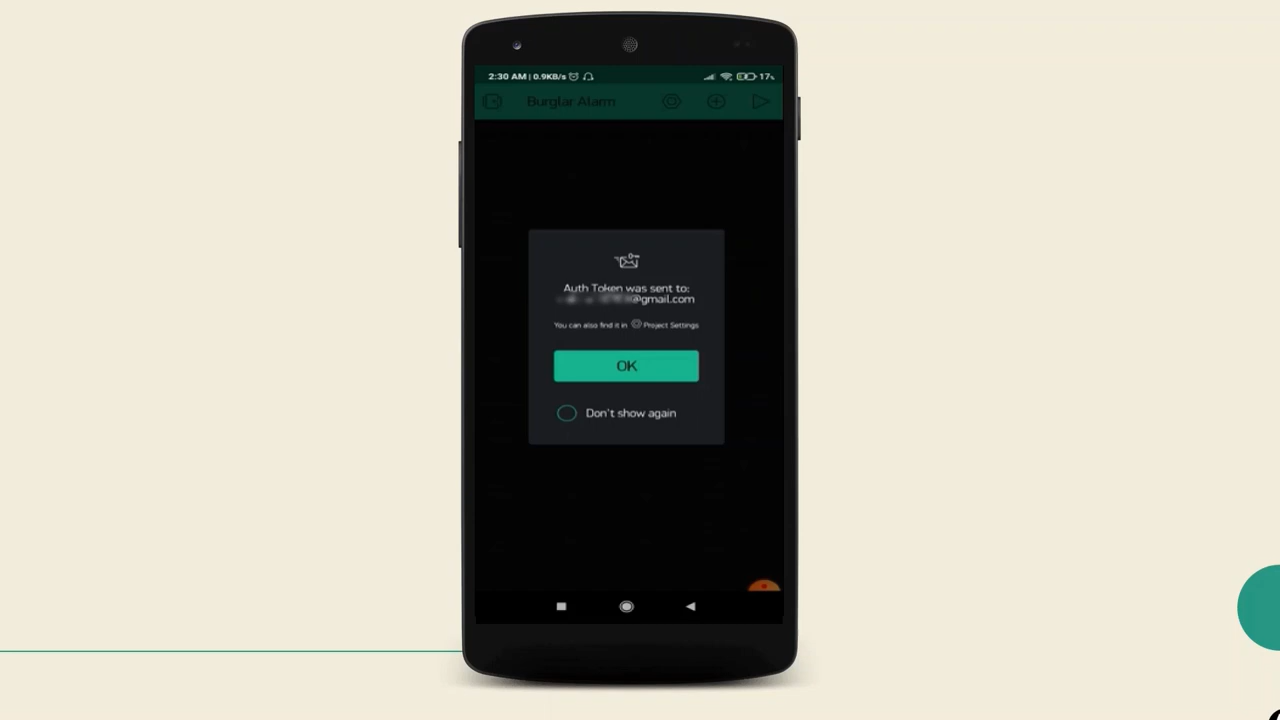 2:30 AM | 0.9KB/s 17%
Burglar Alarm
Auth Token was sent to:
@gmail.com
You can also find it in Project Settings
OK
Don't show again